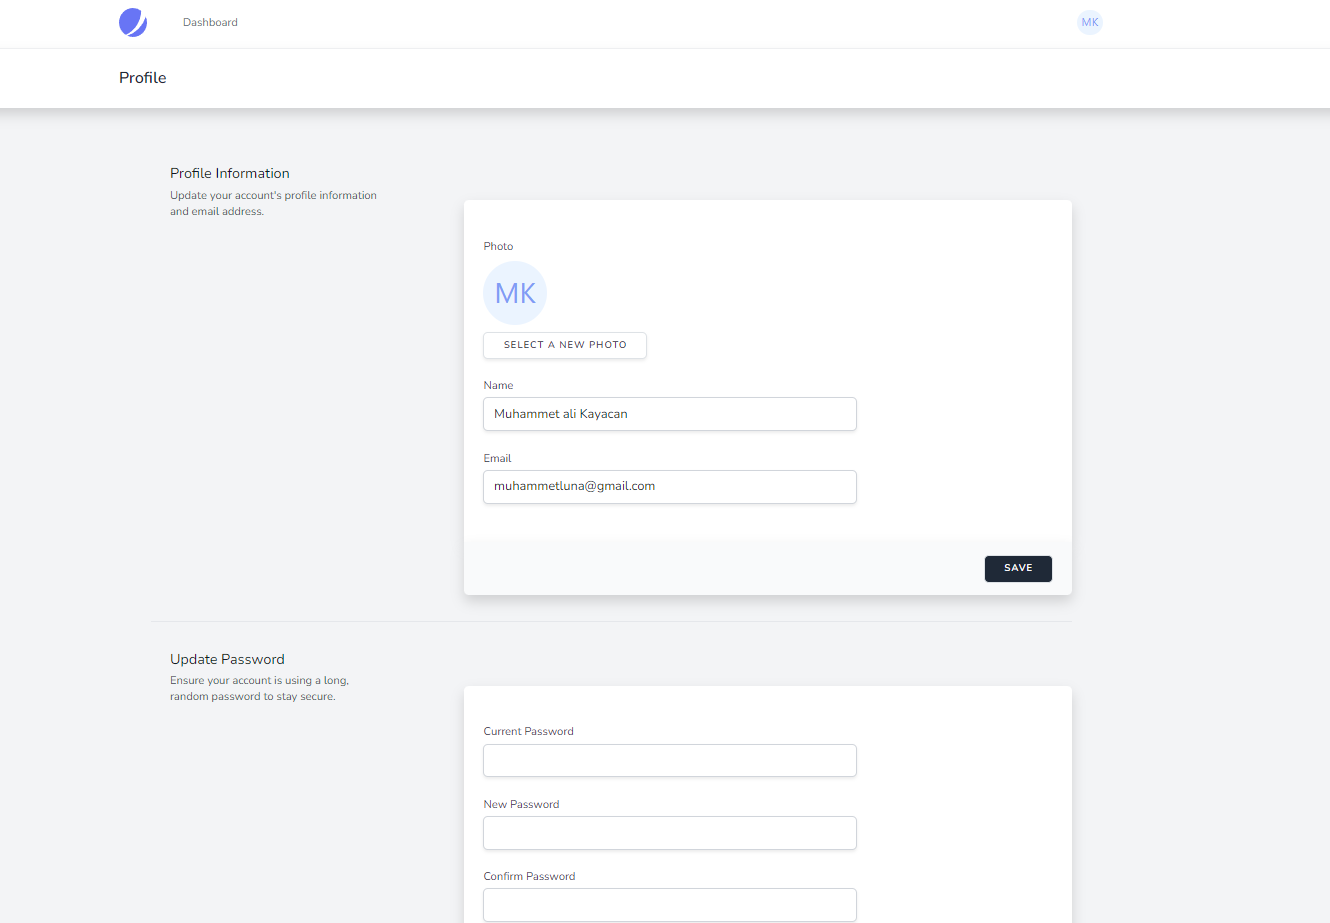 Dashboard
MK
Profile
Profile Information
Update your account's profile information
and email address.
Photo
MK
SELECT A NEW PHOTO
Name
Muhammet ali Kayacan
Email
muhammetluna@gmail.com
SAVE
Update Password
Ensure your account is using a long,
random password to stay secure.
Current Password
New Password
Confirm Password